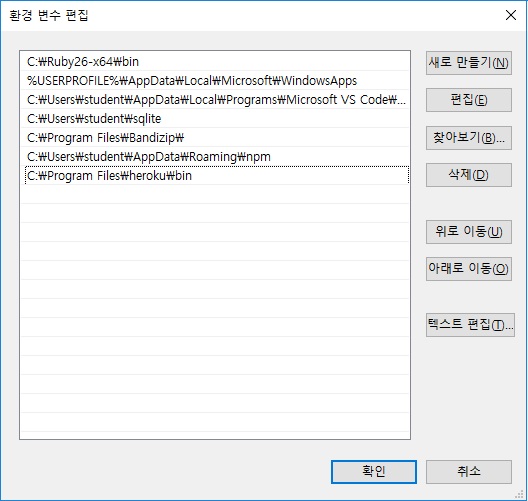 환경 변수 편집
C:₩Ruby26-x64₩bin
%USERPROFILE%₩AppData₩Local₩Microsoft₩WindowsApps
C:₩Users₩student₩AppData₩Local₩Programs₩Microsoft VS Code₩...
C:₩Users₩student₩sqlite
C:₩Program Files₩Bandizip₩
C:₩Users₩student₩AppData₩Roaming₩npm
C:₩Program Files₩heroku₩bin
새로 만들기(N)
편집(E)
찾아보기(B)...
삭제(D)
위로 이동(U)
아래로 이동(O)
텍스트 편집(T)...
확인
취소